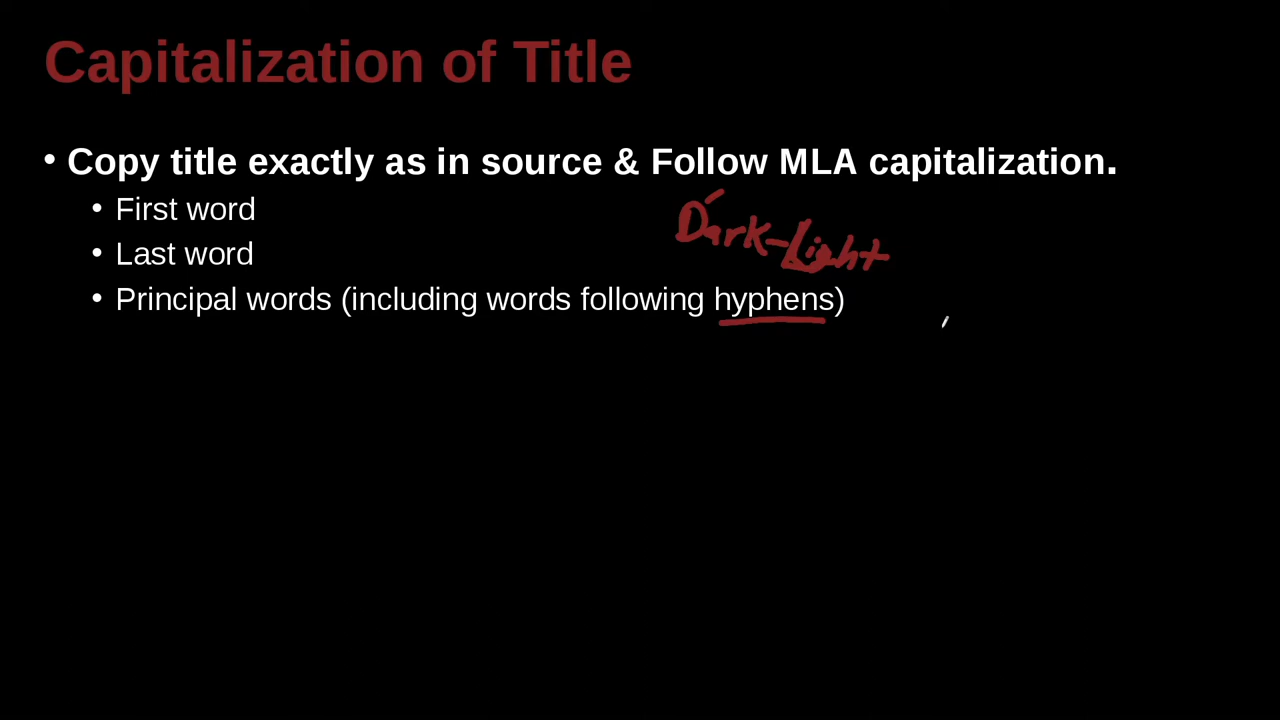 Capitalization of Title
• Copy title exactly as in source & Follow MLA capitalization.
• First word
Dark-Light
• Last word
• Principal words (including words following hyphens)